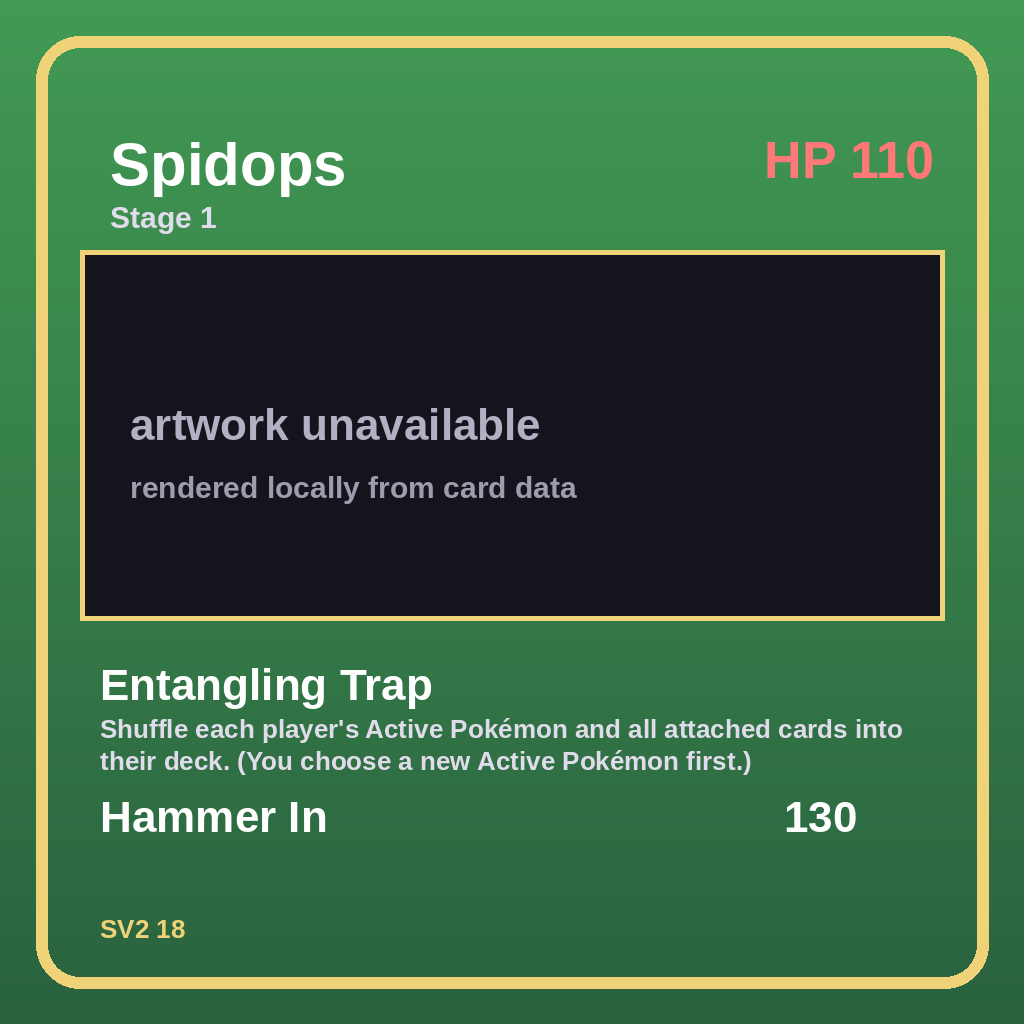 Spidops
HP 110
Stage 1
artwork unavailable
rendered locally from card data
Entangling Trap
Shuffle each player's Active Pokémon and all attached cards into
their deck. (You choose a new Active Pokémon first.)
Hammer In
130
SV2 18